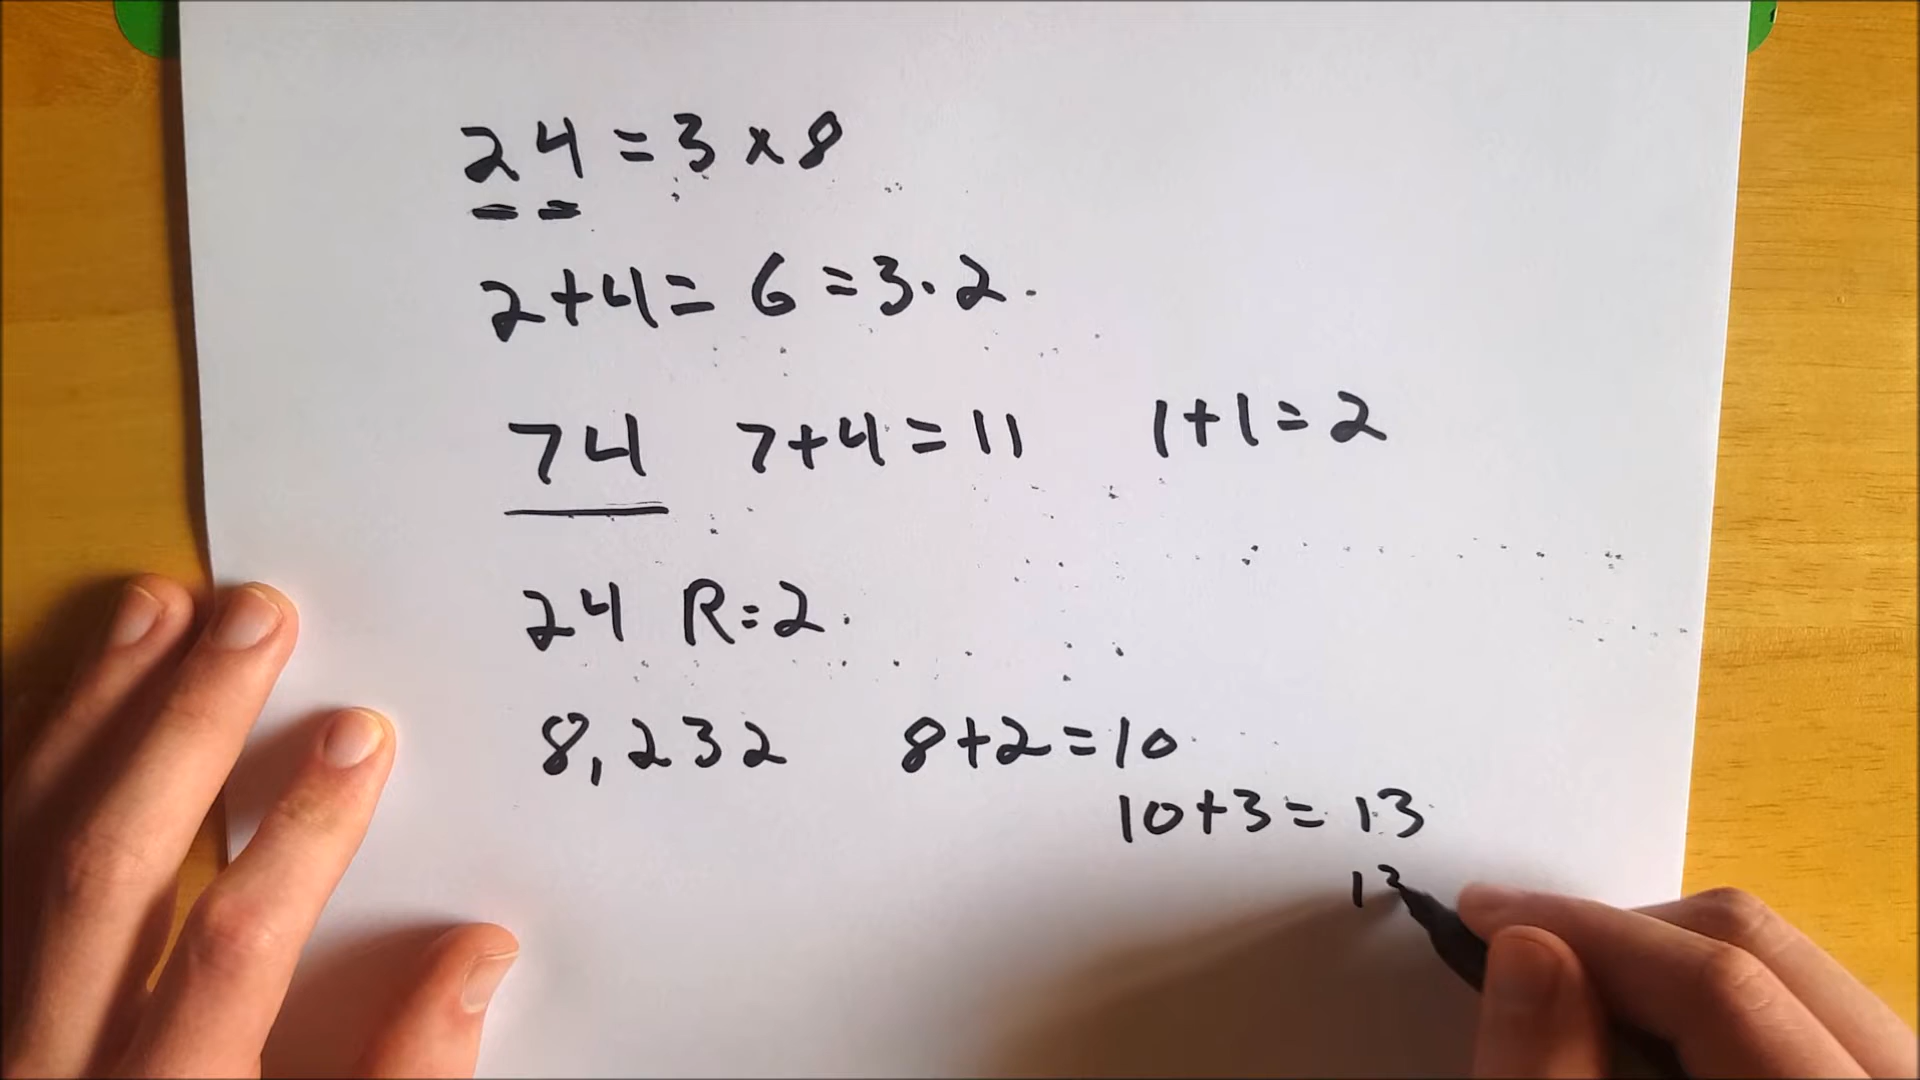 24 = 3 × 8
2+4= 6 = 3·2.
74 7+4=11 1+1=2
24 R=2.
8,232 8+2=10
10+3= 13
13